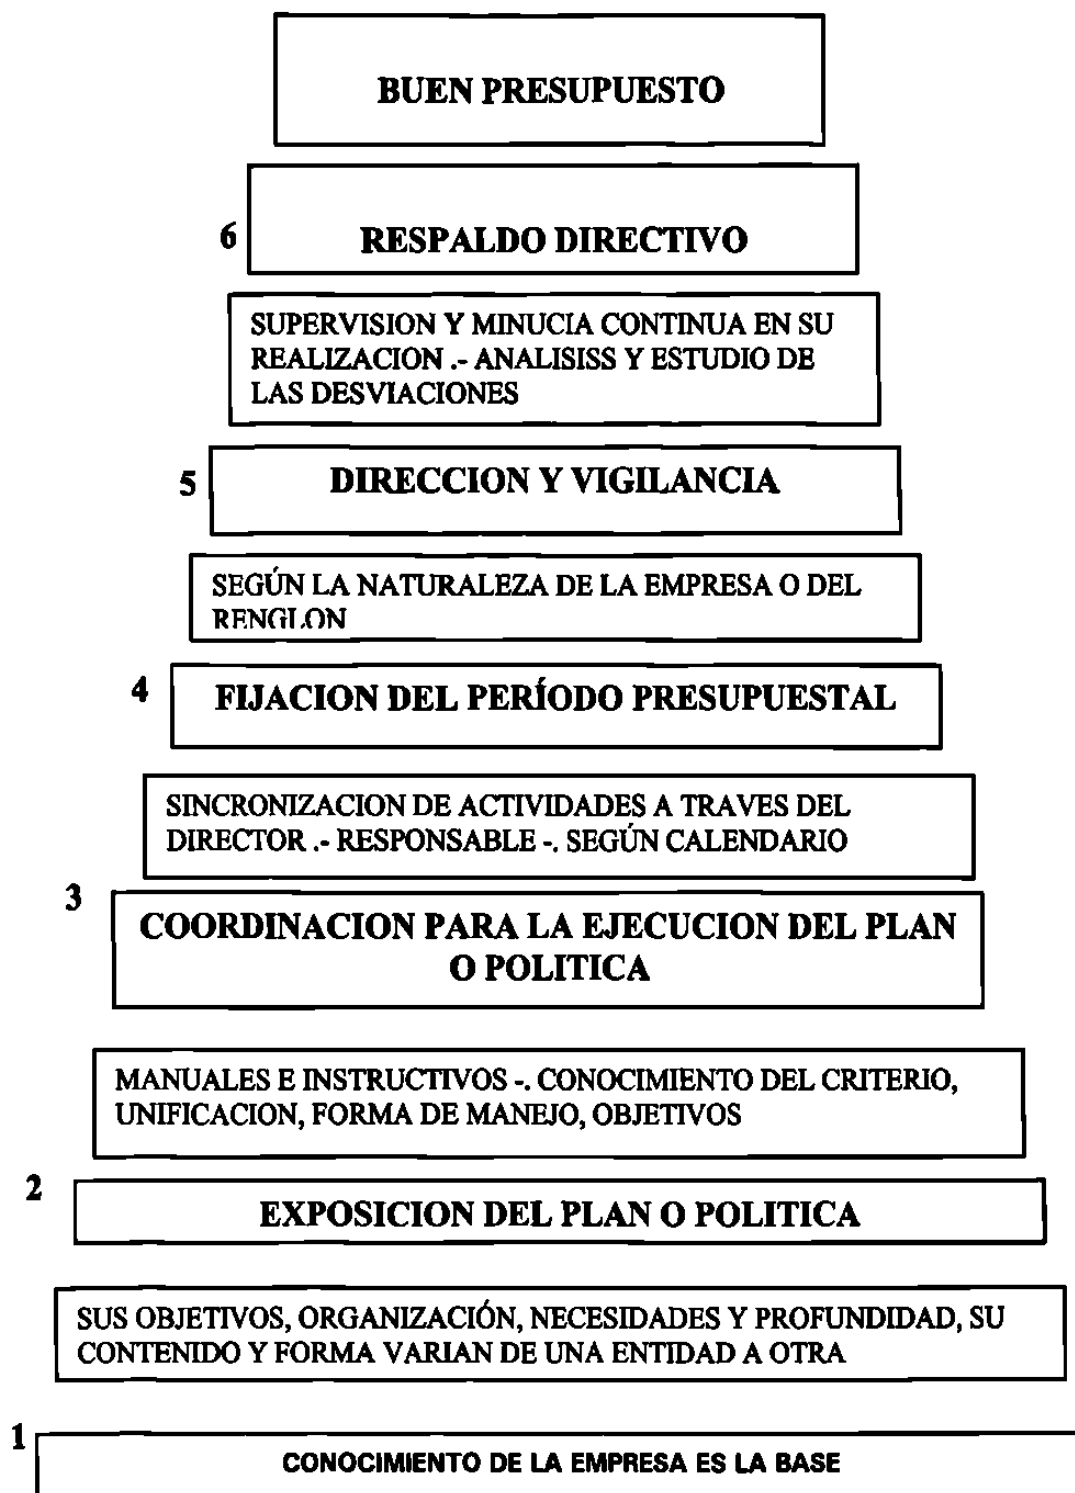 BUEN PRESUPUESTO
6
RESPALDO DIRECTIVO
SUPERVISION Y MINUCIA CONTINUA EN SU
REALIZACION .- ANALISISS Y ESTUDIO DE
LAS DESVIACIONES
5
DIRECCION Y VIGILANCIA
SEGÚN LA NATURALEZA DE LA EMPRESA O DEL
RENGLON
4
FIJACION DEL PERÍODO PRESUPUESTAL
SINCRONIZACION DE ACTIVIDADES A TRAVES DEL
DIRECTOR .- RESPONSABLE -. SEGÚN CALENDARIO
3
COORDINACION PARA LA EJECUCION DEL PLAN
O POLITICA
MANUALES E INSTRUCTIVOS -. CONOCIMIENTO DEL CRITERIO,
UNIFICACION, FORMA DE MANEJO, OBJETIVOS
2
EXPOSICION DEL PLAN O POLITICA
SUS OBJETIVOS, ORGANIZACIÓN, NECESIDADES Y PROFUNDIDAD, SU
CONTENIDO Y FORMA VARIAN DE UNA ENTIDAD A OTRA
1
CONOCIMIENTO DE LA EMPRESA ES LA BASE